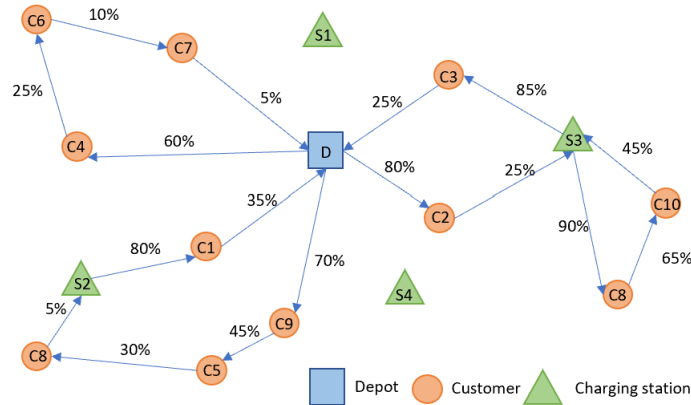 C6
10%
C7
S1
25%
5%
C3
85%
25%
S3
C4
60%
D
80%
25%
45%
C10
C2
35%
C1
80%
90%
70%
65%
S2
S4
C8
5%
C9
45%
C8
30%
C5
Depot
Customer
Charging station